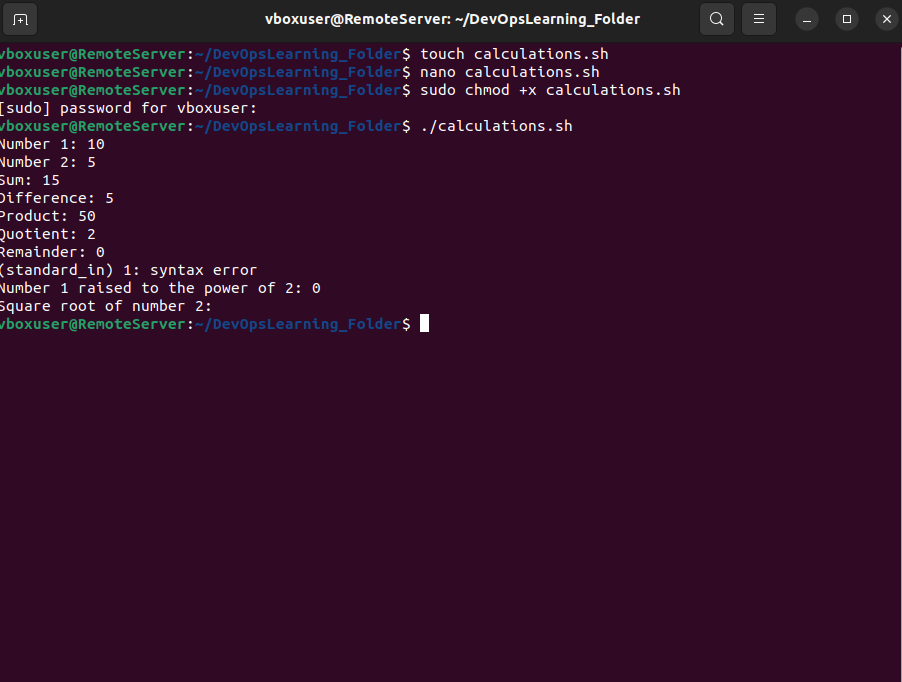 vboxuser@RemoteServer: ~/DevOpsLearning_Folder
vboxuser@RemoteServer:~/DevOpsLearning_Folder$ touch calculations.sh
vboxuser@RemoteServer:~/DevOpsLearning_Folder$ nano calculations.sh
vboxuser@RemoteServer:~/DevOpsLearning_Folder$ sudo chmod +x calculations.sh
[sudo] password for vboxuser:
vboxuser@RemoteServer:~/DevOpsLearning_Folder$ ./calculations.sh
Number 1: 10
Number 2: 5
Sum: 15
Difference: 5
Product: 50
Quotient: 2
Remainder: 0
(standard_in) 1: syntax error
Number 1 raised to the power of 2: 0
Square root of number 2:
vboxuser@RemoteServer:~/DevOpsLearning_Folder$